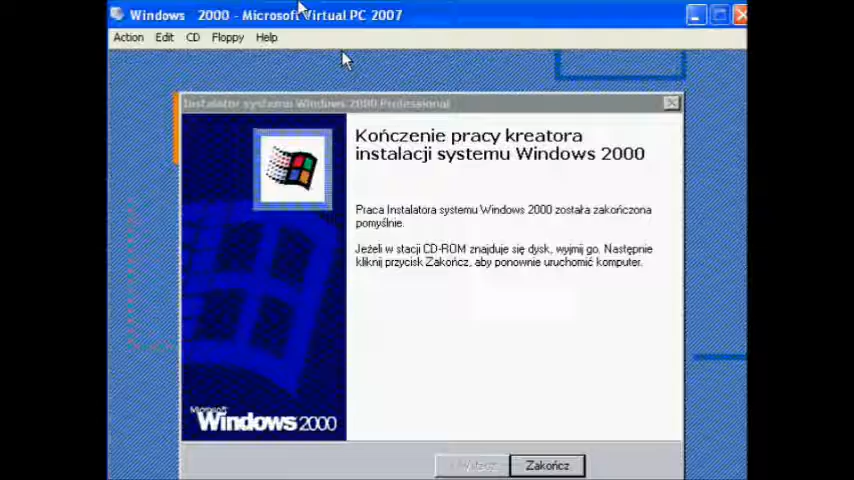 Windows 2000 - Microsoft Virtual PC 2007
Action Edit CD Floppy Help
Instalator systemu Windows 2000 Professional
Kończenie pracy kreatora
instalacji systemu Windows 2000
Praca Instalatora systemu Windows 2000 została zakończona
pomyślnie.
Jeżeli w stacji CD-ROM znajduje się dysk, wyjmij go. Następnie
kliknij przycisk Zakończ, aby ponownie uruchomić komputer.
Microsoft
Windows 2000
< Wstecz Zakończ